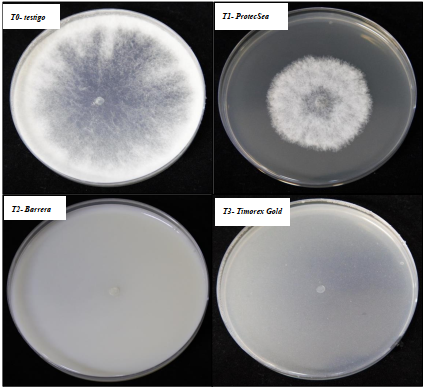 T0- testigo
T1- ProtecSea
T2- Barrera
T3- Timorex Gold